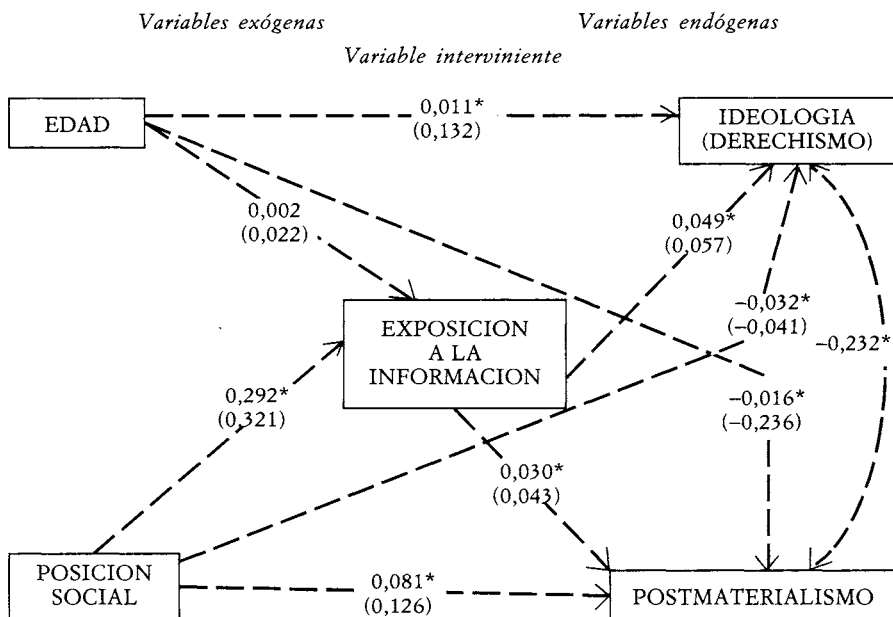 Variables exógenas
Variables endógenas
Variable interviniente
EDAD
0,011*
(0,132)
IDEOLOGIA
(DERECHISMO)
0,002
(0,022)
0,049*
(0,057)
EXPOSICION
A LA
INFORMACION
−0,032*
(−0,041)
−0,232*
0,292*
(0,321)
−0,016*
(−0,236)
0,030*
(0,043)
POSICION
SOCIAL
0,081*
(0,126)
POSTMATERIALISMO